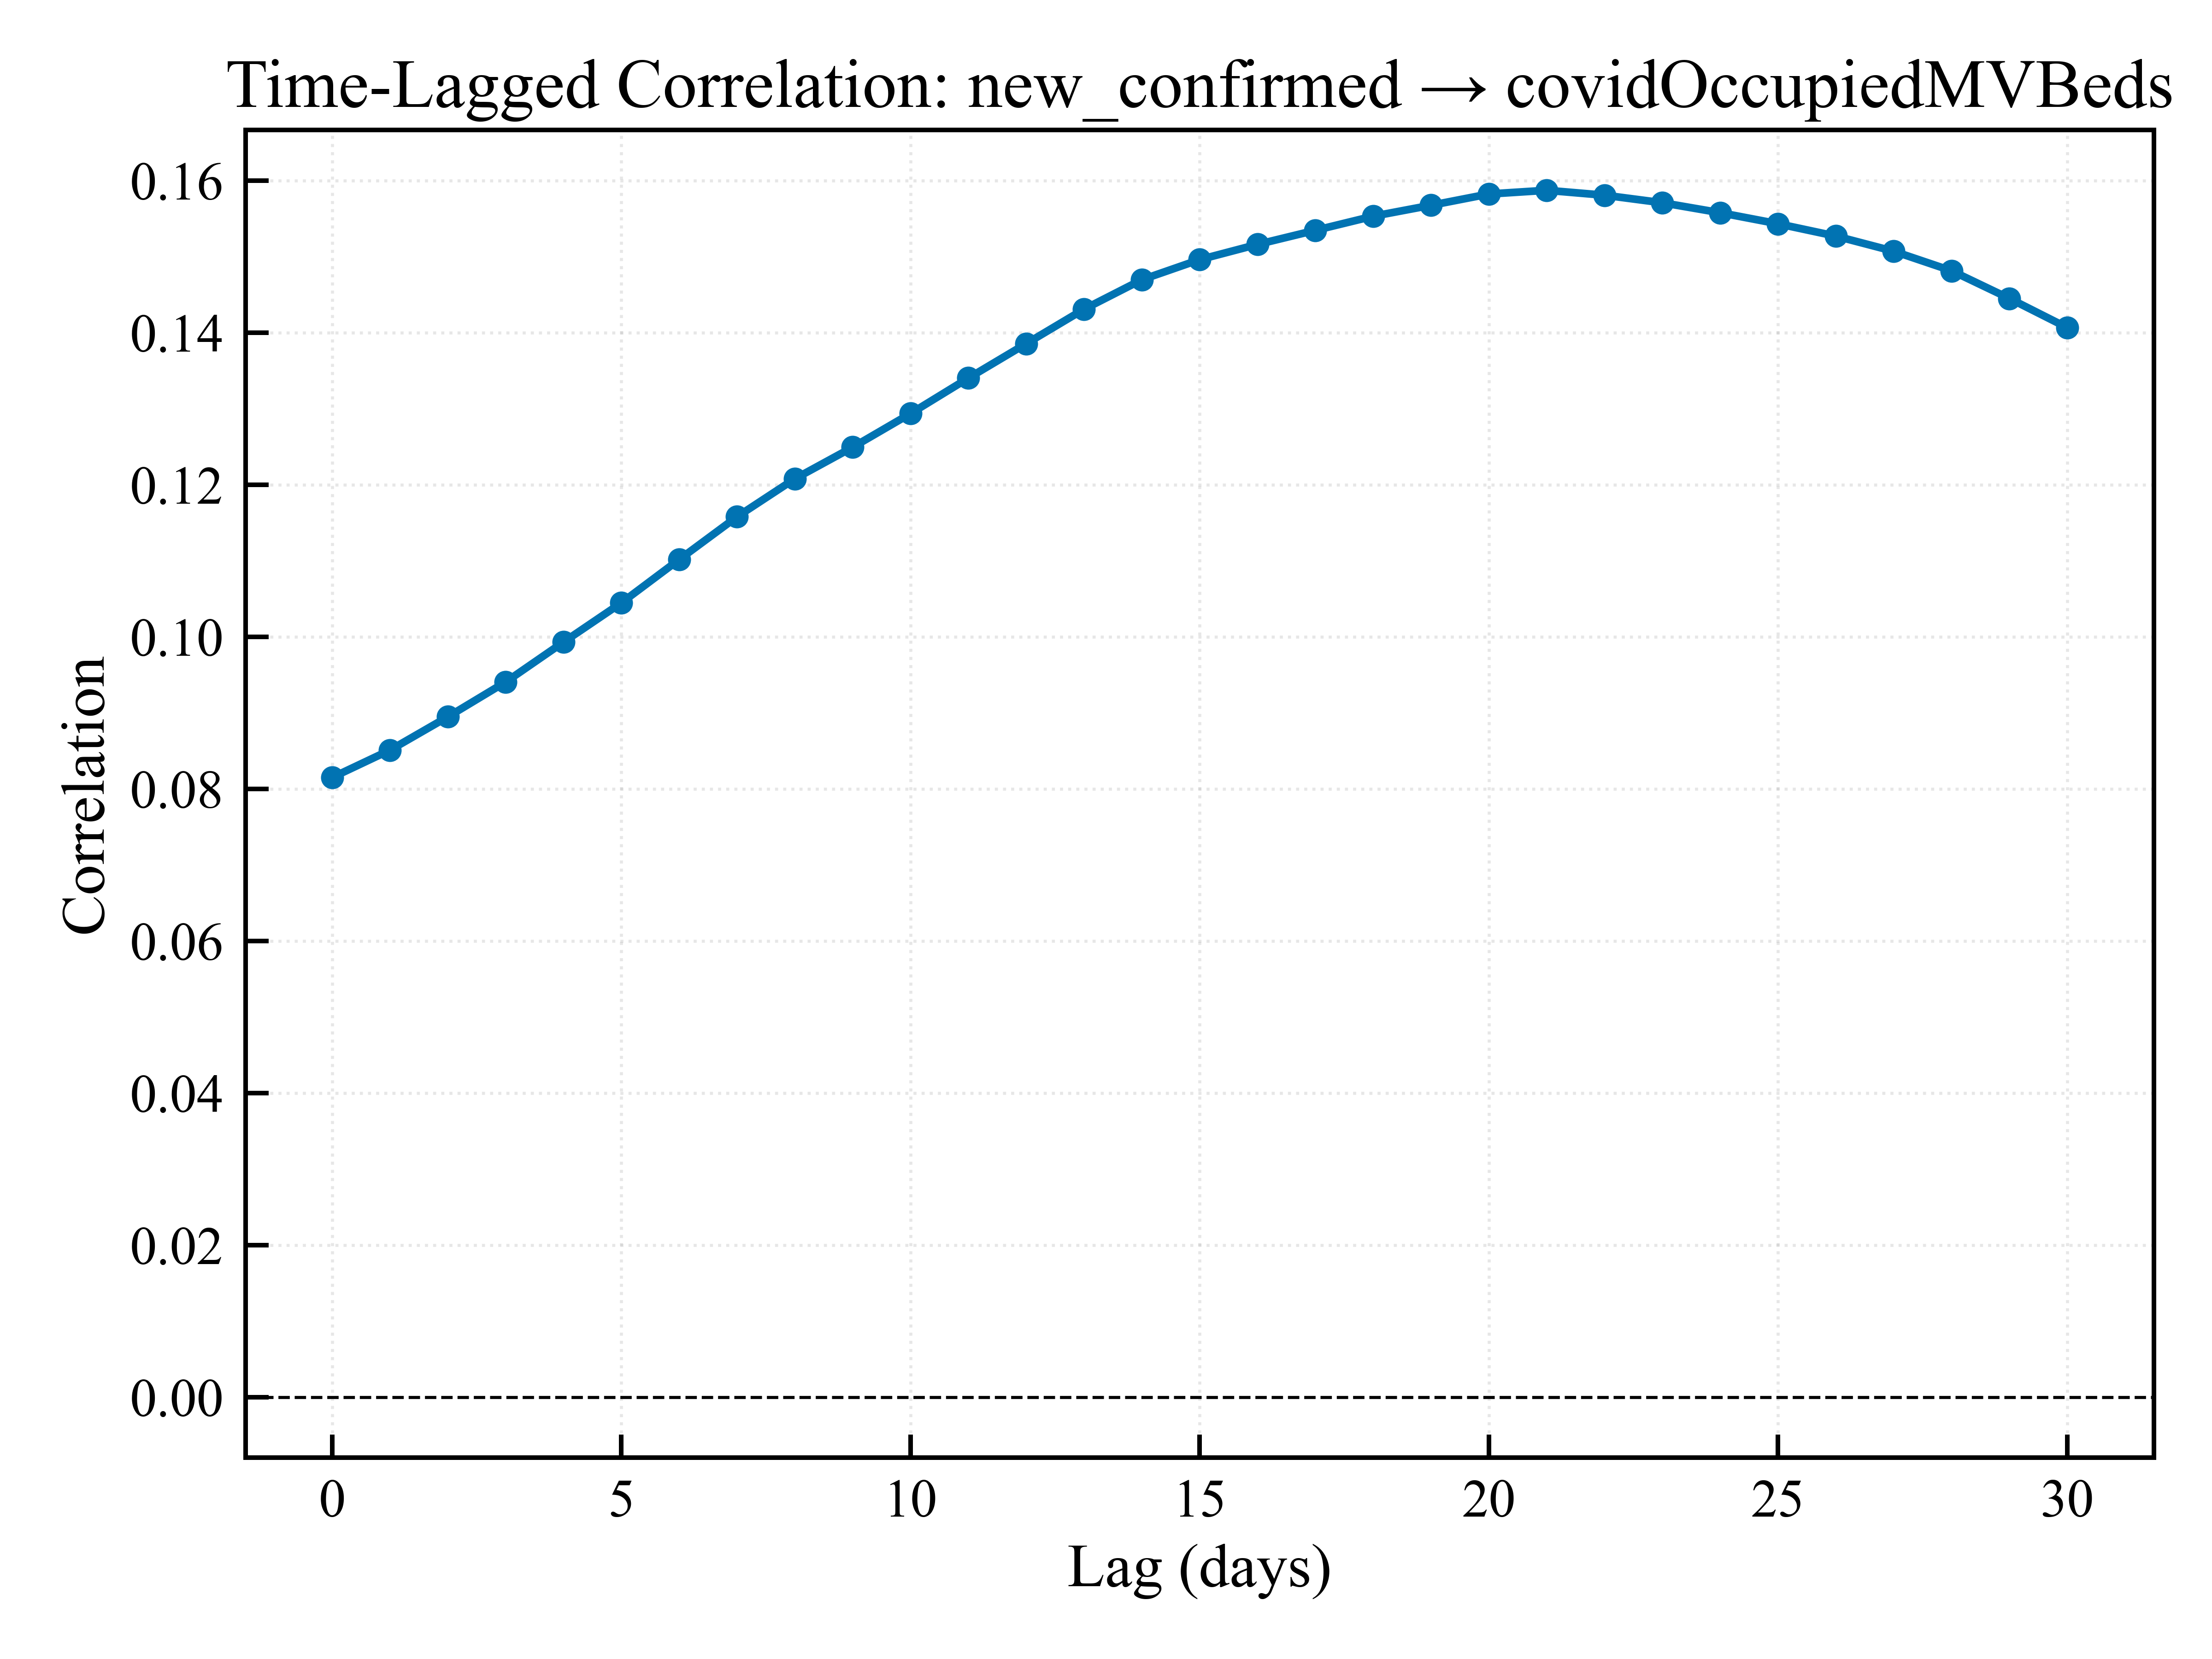 Time-Lagged Correlation: new_confirmed → covidOccupiedMVBeds
0.16
0.14
0.12
0.10
0.08
0.06
0.04
0.02
0.00
Correlation
0 5 10 15 20 25 30
Lag (days)